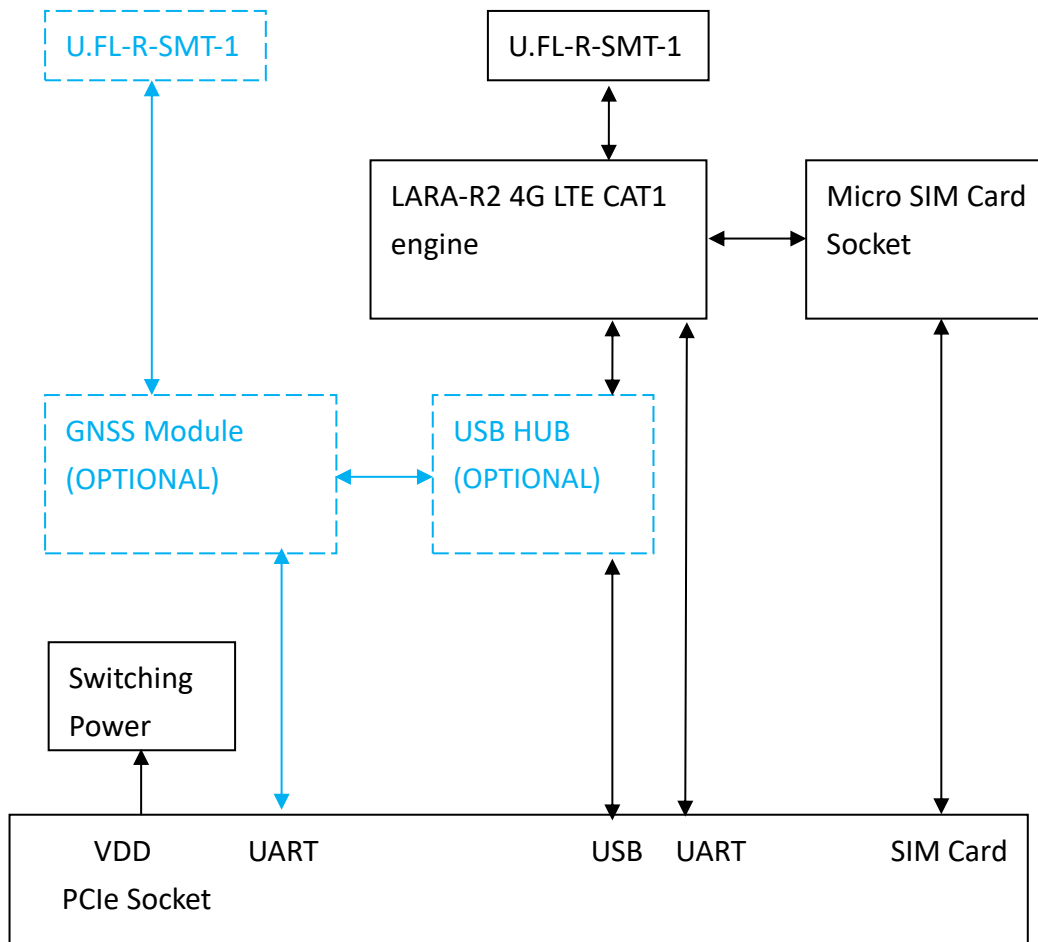 U.FL-R-SMT-1
U.FL-R-SMT-1
LARA-R2 4G LTE CAT1
engine
Micro SIM Card
Socket
GNSS Module
(OPTIONAL)
USB HUB
(OPTIONAL)
Switching
Power
VDD
UART
USB
UART
SIM Card
PCIe Socket